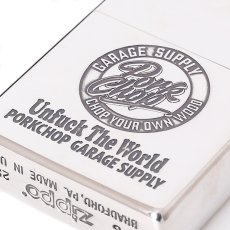 GARAGE SUPPLY
Pork
Chop
CHOP YOUR OWN WOOD
Unfuck The World
PORKCHOP GARAGE SUPPLY
BRADFORD, PA. MADE IN U
Zippo